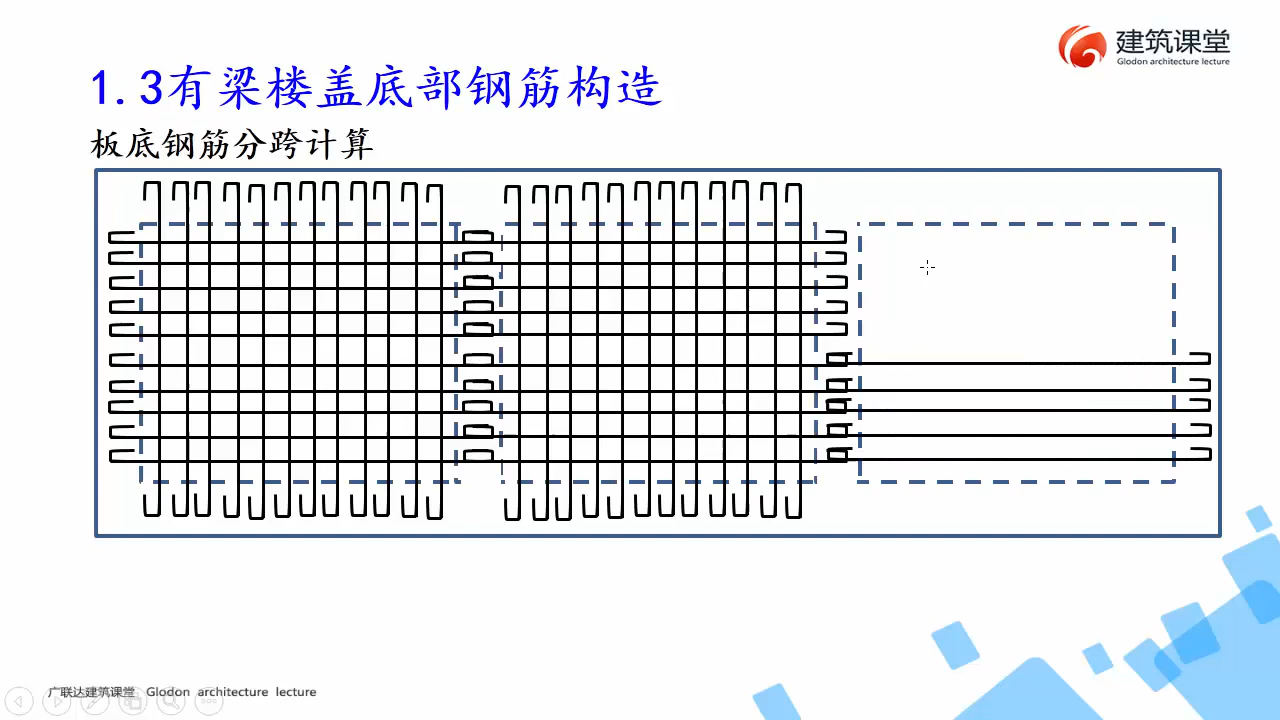 建筑课堂
Glodon architecture lecture
1.3有梁楼盖底部钢筋构造
板底钢筋分跨计算
广联达建筑课堂 Glodon architecture lecture